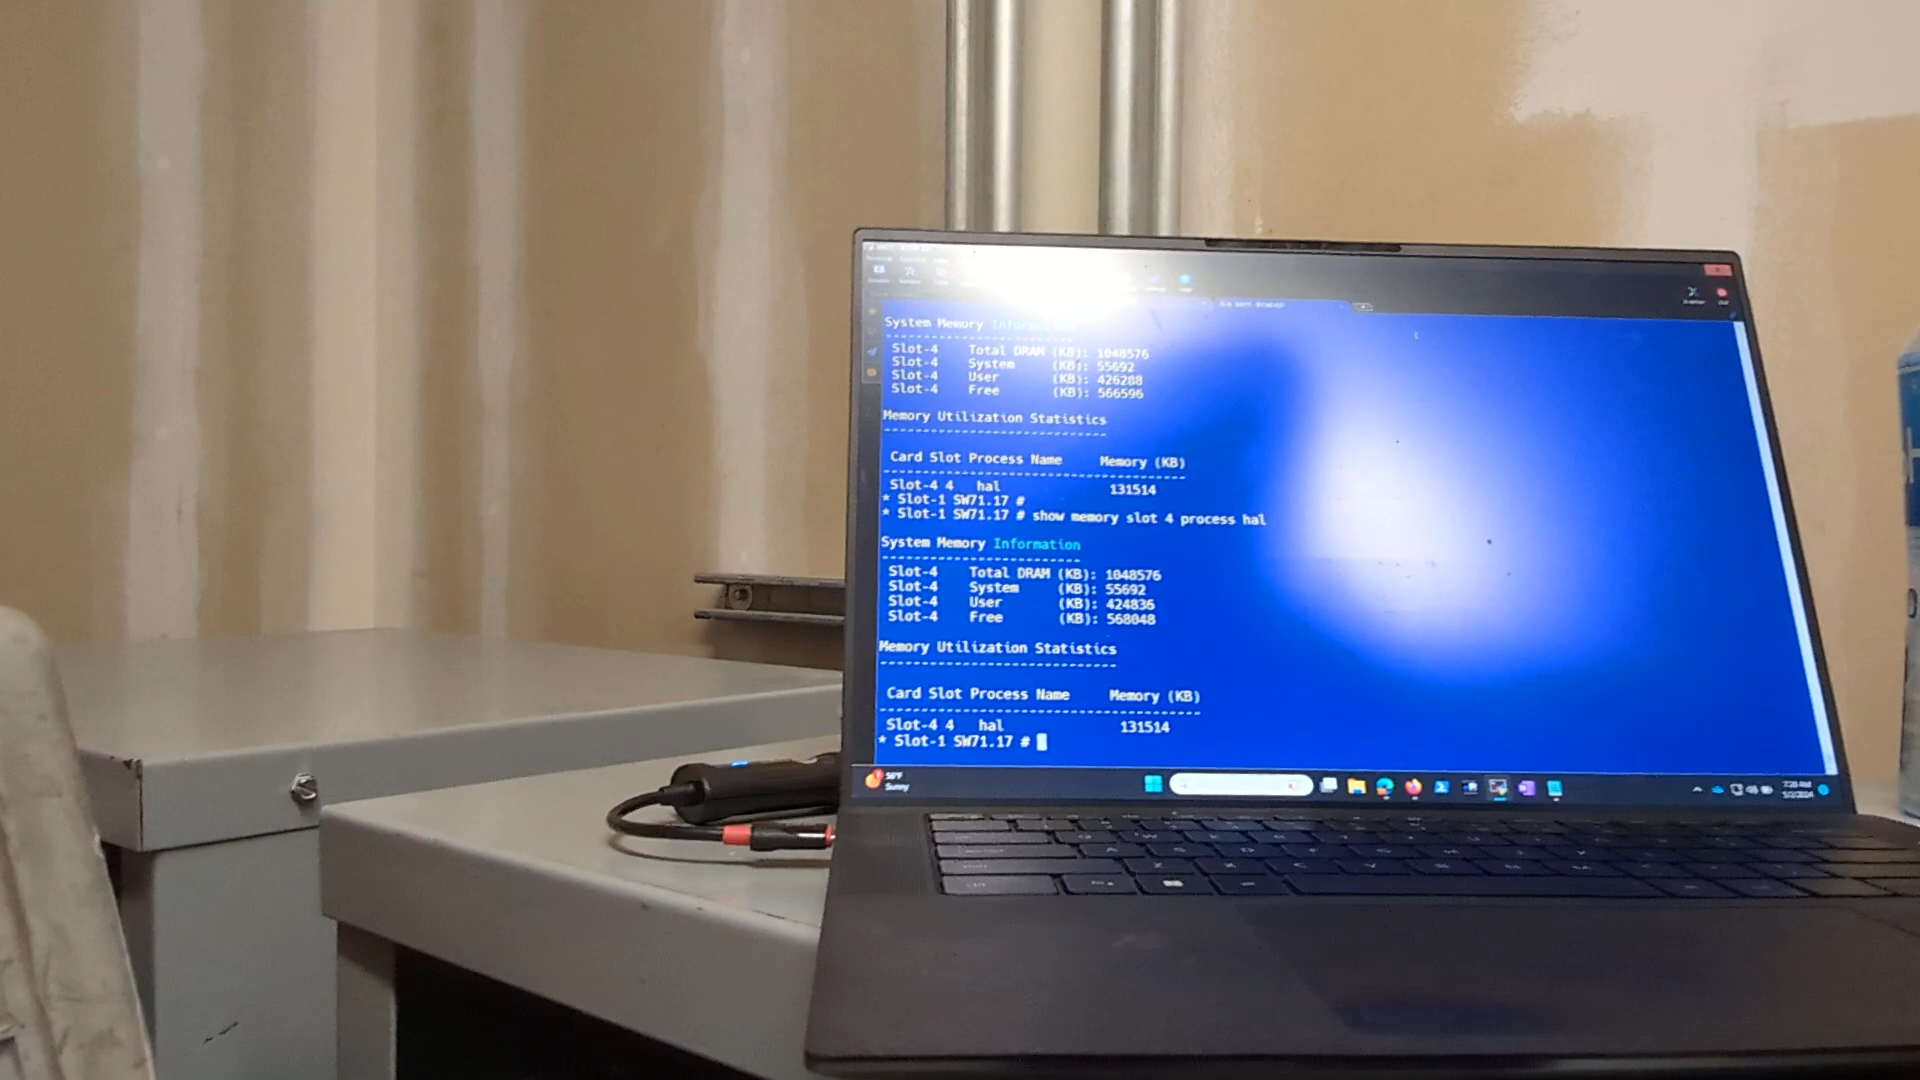 System Memory Information
Slot-4 Total DRAM (KB): 1048576
Slot-4 System (KB): 55692
Slot-4 User (KB): 426288
Slot-4 Free (KB): 566596
Memory Utilization Statistics
Card Slot Process Name Memory (KB)
Slot-4 4 hal 131514
* Slot-1 SW71.17 #
* Slot-1 SW71.17 # show memory slot 4 process hal
System Memory Information
Slot-4 Total DRAM (KB): 1048576
Slot-4 System (KB): 55692
Slot-4 User (KB): 424836
Slot-4 Free (KB): 568048
Memory Utilization Statistics
Card Slot Process Name Memory (KB)
Slot-4 4 hal 131514
* Slot-1 SW71.17 #
Sunny